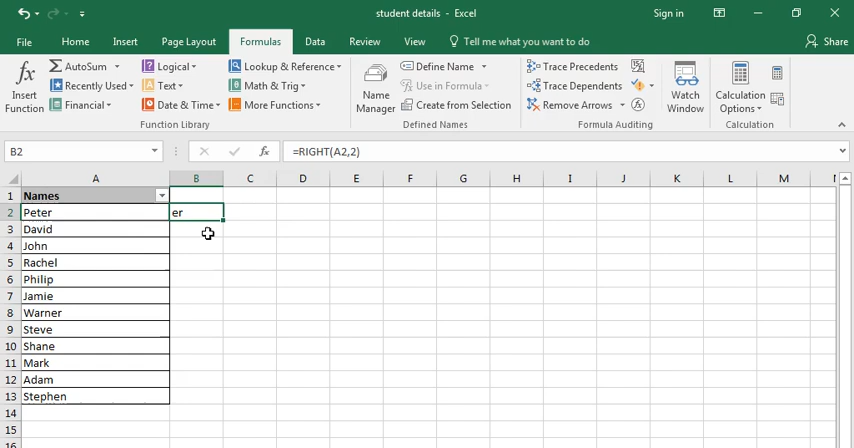 student details - Excel
Sign in
File Home Insert Page Layout Formulas Data Review View Tell me what you want to do Share
Insert Function
AutoSum
Recently Used
Financial
Logical
Text
Date & Time
Lookup & Reference
Math & Trig
More Functions
Function Library
Name Manager
Define Name
Use in Formula
Create from Selection
Defined Names
Trace Precedents
Trace Dependents
Remove Arrows
Formula Auditing
Watch Window
Calculation Options
Calculation
B2 fx =RIGHT(A2,2)
A B C D E F G H I J K L M
1 Names
2 Peter er
3 David
4 John
5 Rachel
6 Philip
7 Jamie
8 Warner
9 Steve
10 Shane
11 Mark
12 Adam
13 Stephen
14
15
16